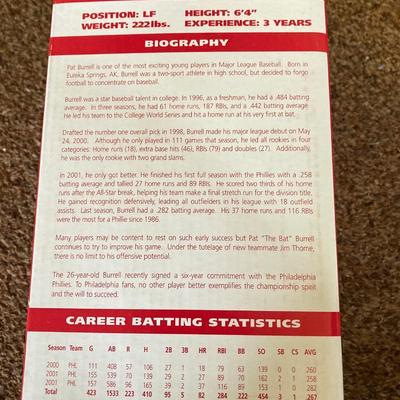 POSITION: LF HEIGHT: 6'4"
WEIGHT: 222lbs. EXPERIENCE: 3 YEARS
BIOGRAPHY
Pat Burrell is one of the most exciting young players in Major League Baseball. Born in
Eureka Springs, AK, Burrell was a two-sport athlete in high school, but decided to forgo
football to concentrate on baseball.
Burrell was a star baseball talent in college. In 1996, as a freshman, he had a .484 batting
average. In three seasons, he had 61 home runs, 187 RBIs, and a .442 batting average
He led his team to the College World Series and hit a home run at his very first at bat.
Drafted the number one overall pick in 1998, Burrell made his major league debut on May
24, 2000. Although he only played in 111 games that season, he led all rookies in four
categories: Home runs (18), extra base hits (46), RBIs (79) and doubles (27). Additionally,
he was the only rookie with two grand slams.
In 2001, he only got better. He finished his first full season with the Phillies with a .258
batting average and tallied 27 home runs and 89 RBIs. He scored two thirds of his home
runs after the All-Star break, helping his team make a final stretch run for the division title.
He gained recognition defensively, leading all outfielders in his league with 18 outfield
assists. Last season, Burrell had a .282 batting average. His 37 home runs and 116 RBIs
were the most for a Phillie since 1986.
Many players may be content to rest on such early success but Pat "The Bat" Burrell
continues to try to improve his game. Under the tutelage of new teammate Jim Thome,
there is no limit to his offensive potential.
The 26-year-old Burrell recently signed a six-year commitment with the Philadelphia
Phillies. To Philadelphia fans, no other player better exemplifies the championship spirit
and the will to succeed.
CAREER BATTING STATISTICS
Season Team G AB R H 2B 3B HR RBI BB SO SB CS AVG
2000 PHL 111 408 57 106 27 1 18 79 63 139 0 0 .260
2001 PHL 155 539 70 139 29 2 27 89 70 162 2 1 .258
2001 PHL 157 586 96 165 39 2 37 116 89 153 1 0 .282
Total 423 1533 223 410 95 5 82 284 222 454 3 1 .267